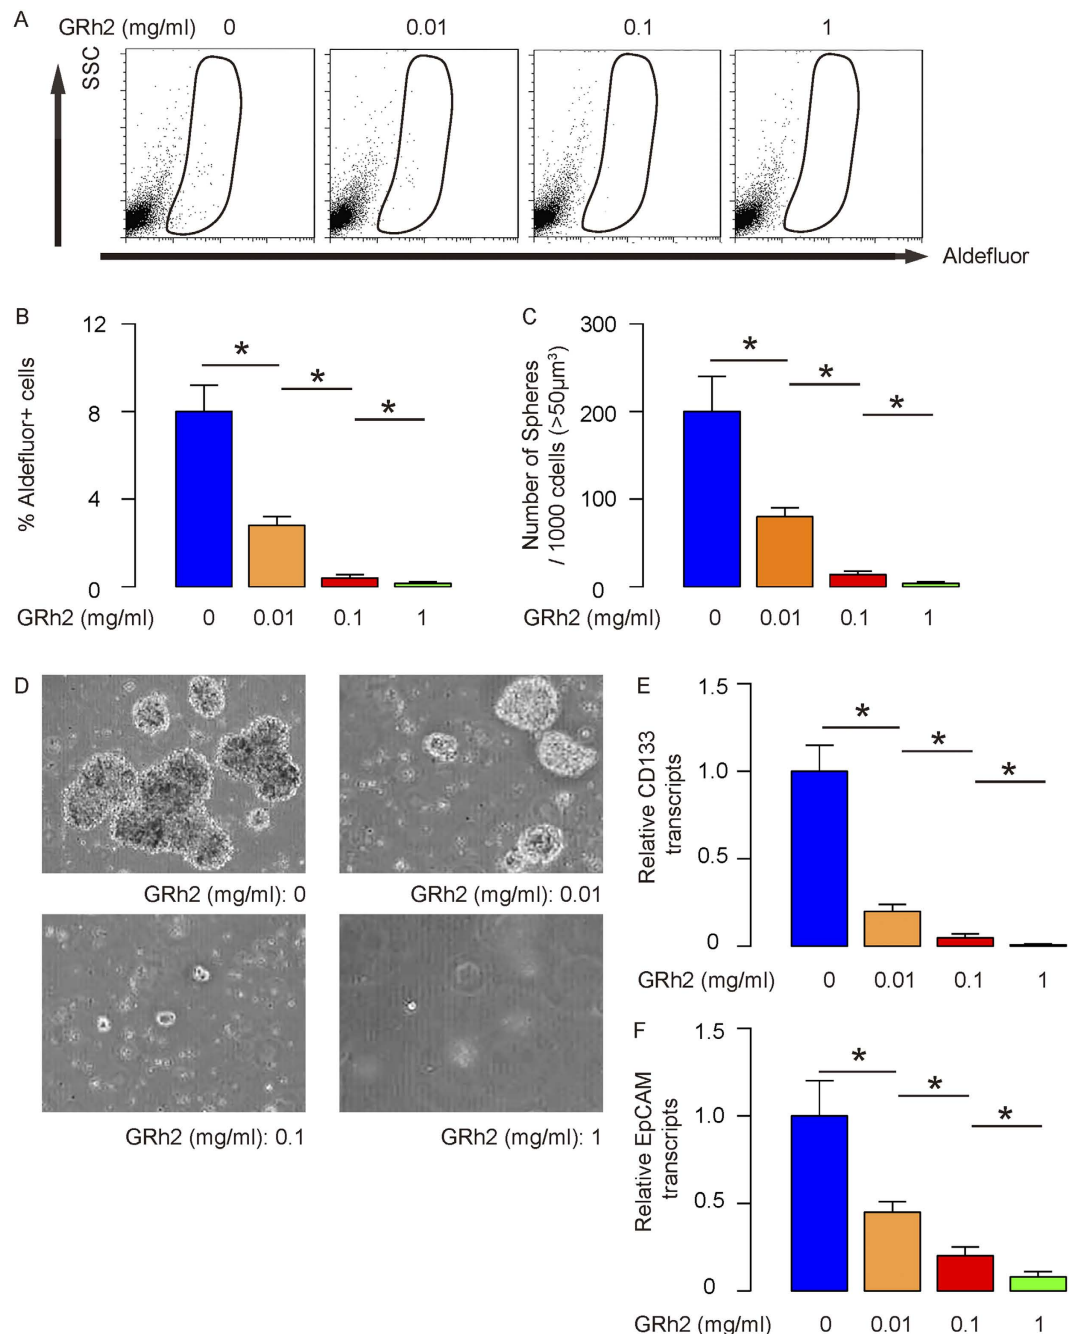 A
GRh2 (mg/ml) 0 0.01 0.1 1
SSC
Aldefluor
B
% Aldefluor+ cells
12
8
4
0
*
*
*
GRh2 (mg/ml) 0 0.01 0.1 1
C
Number of Spheres
/ 1000 cdells (>50μm³)
300
200
100
0
*
*
*
GRh2 (mg/ml) 0 0.01 0.1 1
D
GRh2 (mg/ml): 0
GRh2 (mg/ml): 0.01
GRh2 (mg/ml): 0.1
GRh2 (mg/ml): 1
E
Relative CD133
transcripts
1.5
1.0
0.5
0
*
*
*
GRh2 (mg/ml) 0 0.01 0.1 1
F
Relative EpCAM
transcripts
1.5
1.0
0.5
0
*
*
*
GRh2 (mg/ml) 0 0.01 0.1 1